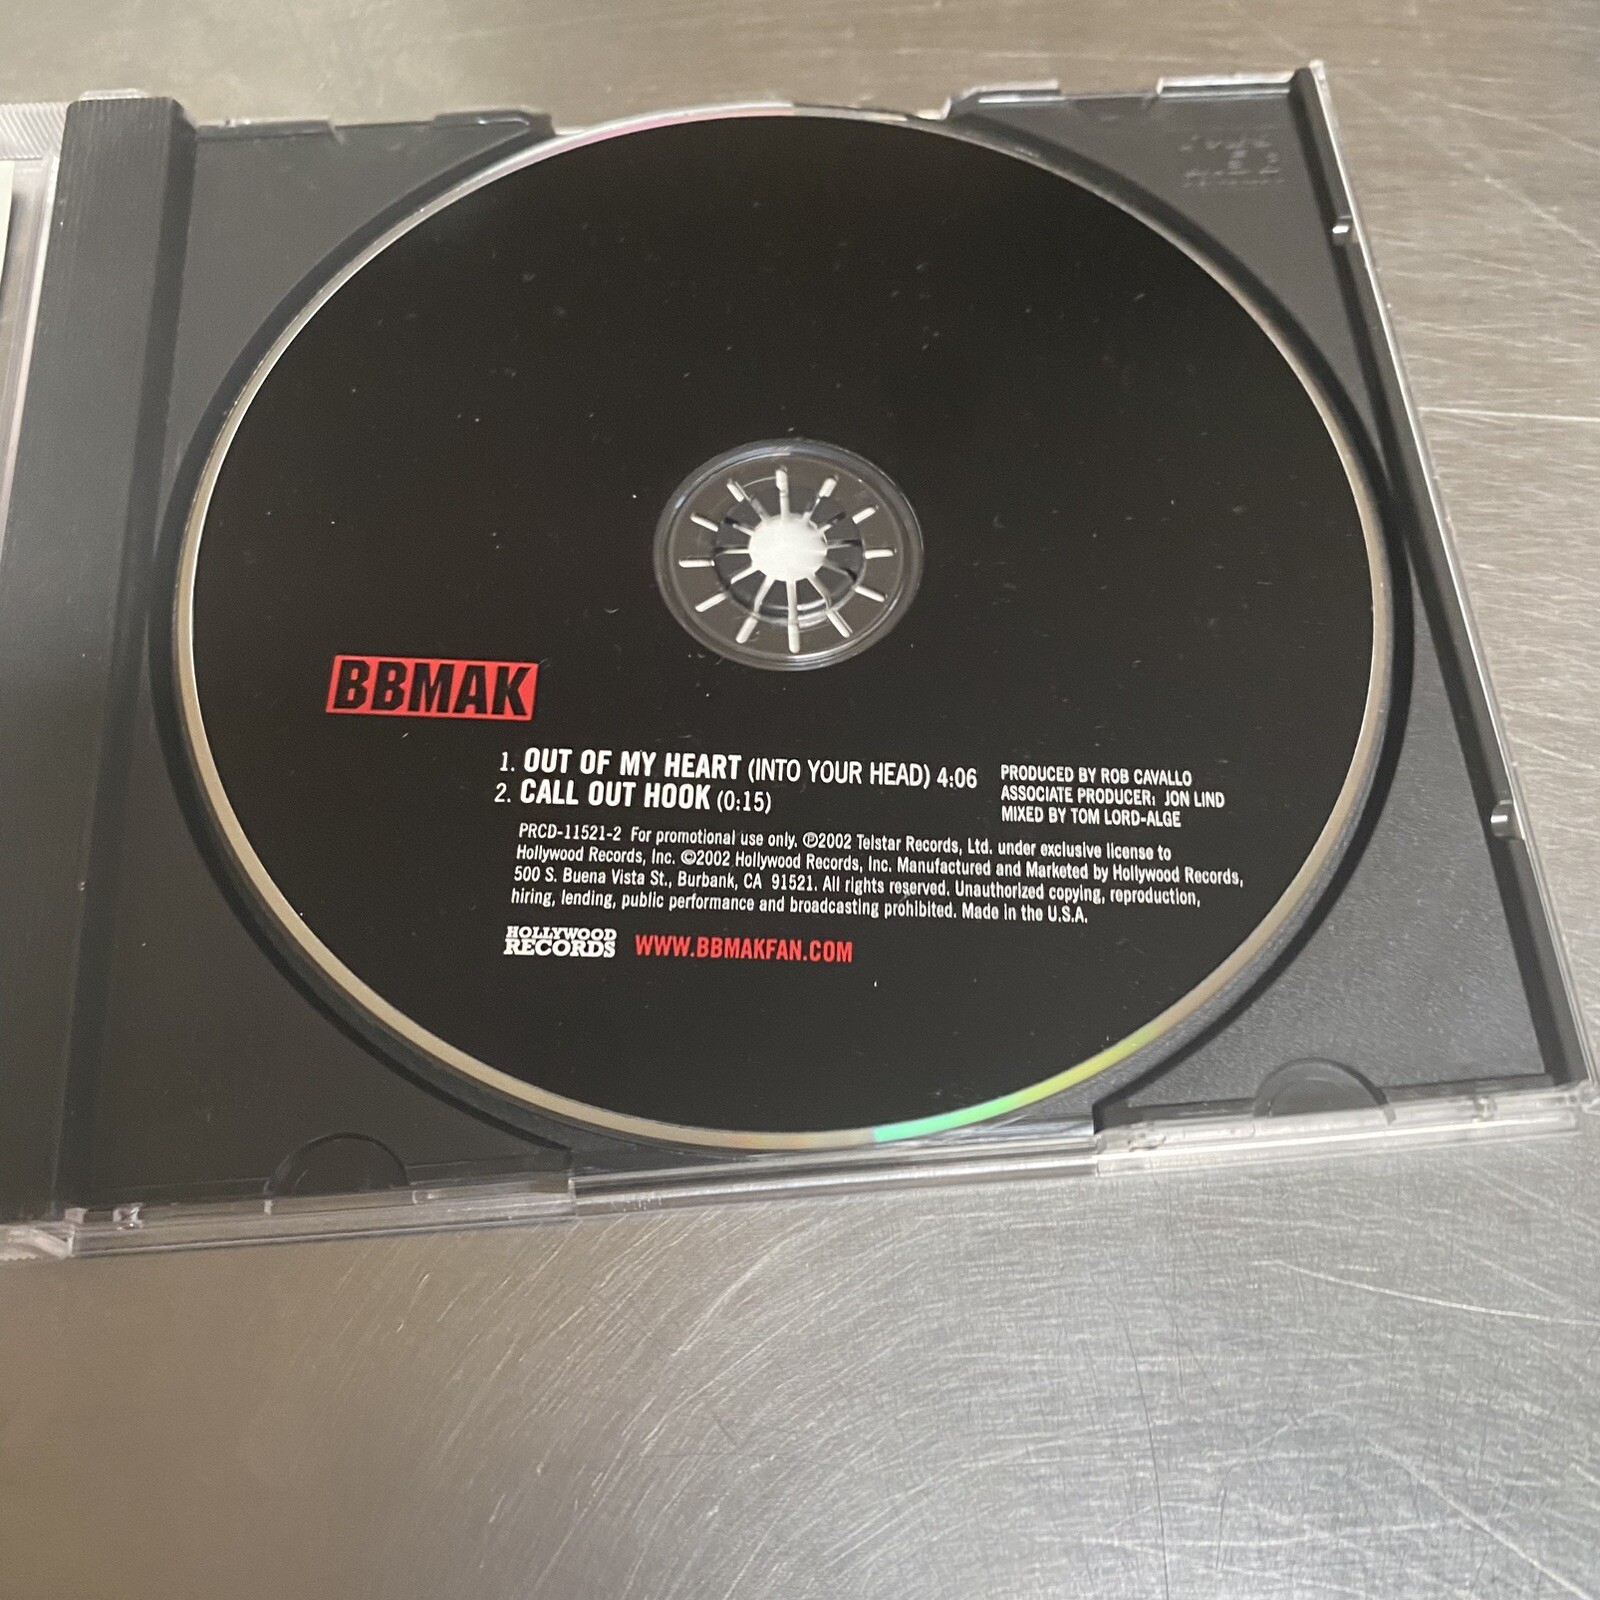 BBMAK
1. OUT OF MY HEART (INTO YOUR HEAD) 4:06
2. CALL OUT HOOK (0:15)
PRODUCED BY ROB CAVALLO
ASSOCIATE PRODUCER: JON LIND
MIXED BY TOM LORD-ALGE
PRCD-11521-2 For promotional use only. ℗2002 Telstar Records, Ltd. under exclusive license to
Hollywood Records, Inc. ©2002 Hollywood Records, Inc. Manufactured and Marketed by Hollywood Records,
500 S. Buena Vista St., Burbank, CA 91521. All rights reserved. Unauthorized copying, reproduction,
hiring, lending, public performance and broadcasting prohibited. Made in the U.S.A.
HOLLYWOOD
RECORDS
WWW.BBMAKFAN.COM